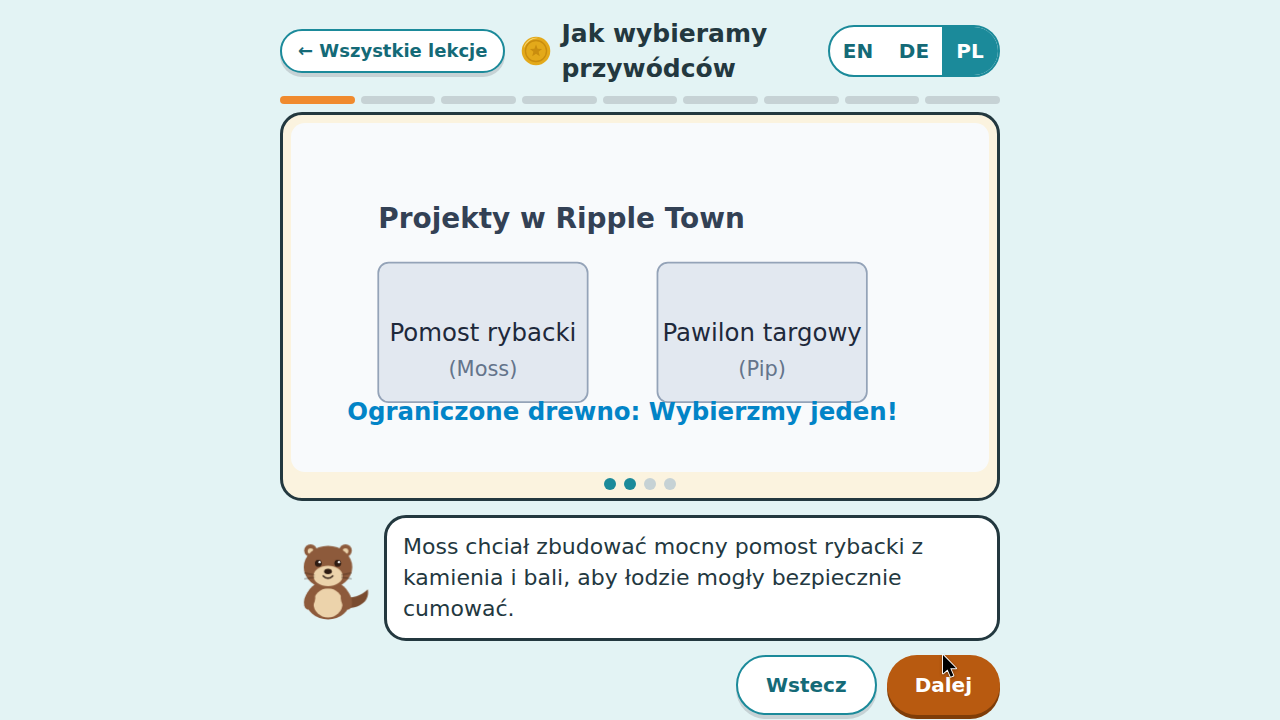 ← Wszystkie lekcje
Jak wybieramy
przywódców
EN DE PL
Projekty w Ripple Town
Pomost rybacki
(Moss)
Pawilon targowy
(Pip)
Ograniczone drewno: Wybierzmy jeden!
Moss chciał zbudować mocny pomost rybacki z
kamienia i bali, aby łodzie mogły bezpiecznie
cumować.
Wstecz
Dalej